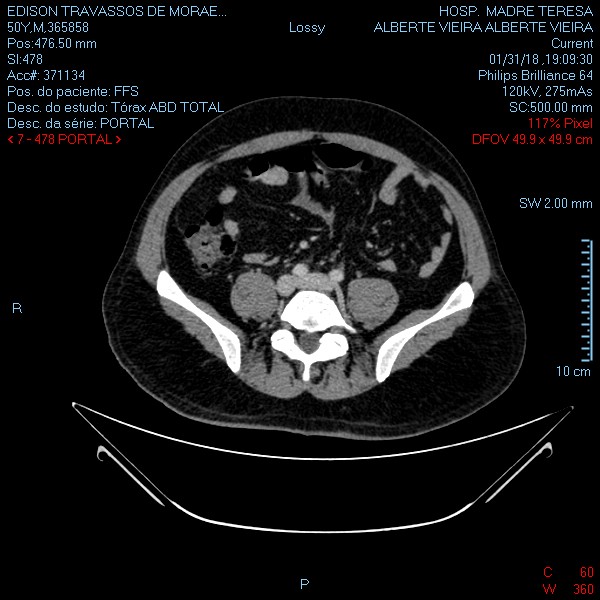 EDISON TRAVASSOS DE MORAE...
50Y,M,365858
Pos:476.50 mm
SI:478
Acc#: 371134
Pos. do paciente: FFS
Desc. do estudo: Tórax ABD TOTAL
Desc. da série: PORTAL
< 7 - 478 PORTAL >
Lossy
HOSP. MADRE TERESA
ALBERTE VIEIRA ALBERTE VIEIRA
Current
01/31/18 ,19:09:30
Philips Brilliance 64
120kV, 275mAs
SC:500.00 mm
117% Pixel
DFOV 49.9 x 49.9 cm
SW 2.00 mm
R
10 cm
P
C 60
W 360